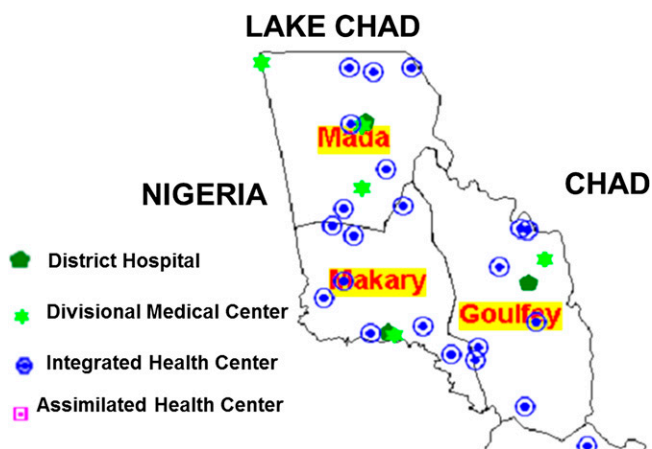 LAKE CHAD
Mada
NIGERIA
CHAD
District Hospital
Makary
Divisional Medical Center
Goulfey
Integrated Health Center
Assimilated Health Center